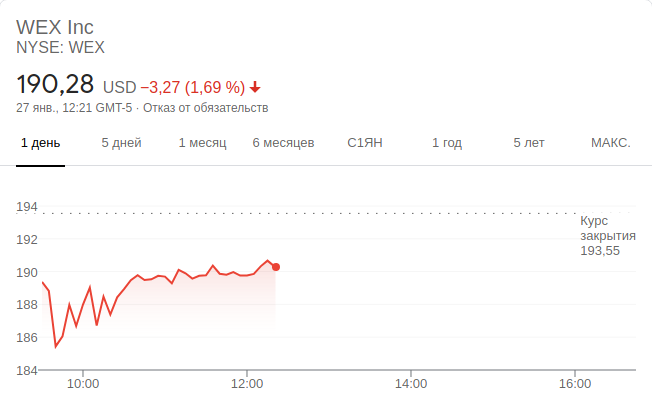 WEX Inc
NYSE: WEX
190,28 USD −3,27 (1,69 %)
27 янв., 12:21 GMT-5 · Отказ от обязательств
1 день 5 дней 1 месяц 6 месяцев С1ЯН 1 год 5 лет МАКС.
194
Курс
закрытия
193,55
192
190
188
186
184
10:00 12:00 14:00 16:00